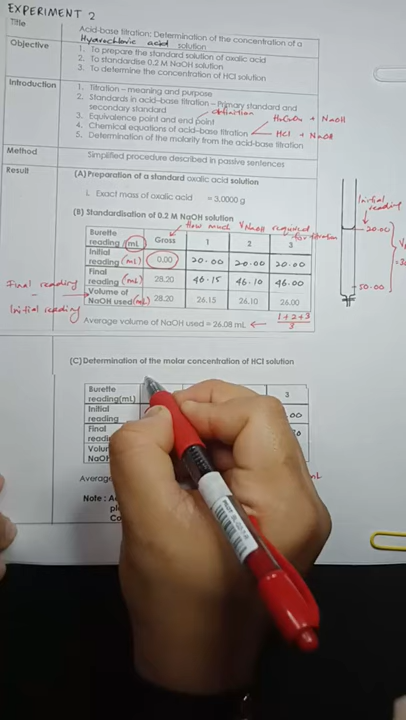 EXPERIMENT 2
Title
Acid-base titration; Determination of the concentration of a
Hydrochloric acid solution
Objective
1. To prepare the standard solution of oxalic acid
2. To standardise 0.2 M NaOH solution
3. To determine the concentration of HCl solution
Introduction
1. Titration – meaning and purpose
2. Standards in acid–base titration – Primary standard and
secondary standard
3. Equivalence point and end point definition
4. Chemical equations of acid–base titration
H₂C₂O₄ + NaOH
HCl + NaOH
5. Determination of the molarity from the acid-base titration
Method
Simplified procedure described in passive sentences
Result
(A) Preparation of a standard oxalic acid solution
i. Exact mass of oxalic acid = 3.0000 g
(B) Standardisation of 0.2 M NaOH solution
How much V NaOH required for titration
Burette reading /mL Gross 1 2 3
Initial reading (mL) 0.00 20.00 20.00 20.00
Final reading (mL) 28.20 46.15 46.10 46.00
Volume of NaOH used (mL) 28.20 26.15 26.10 26.00
Final reading
–
Initial reading
Average volume of NaOH used = 26.08 mL
1+2+3
3
Initial reading
20.00
50.00
(C) Determination of the molar concentration of HCl solution
Burette reading(mL) 3
Initial reading
Final
mL
Note :